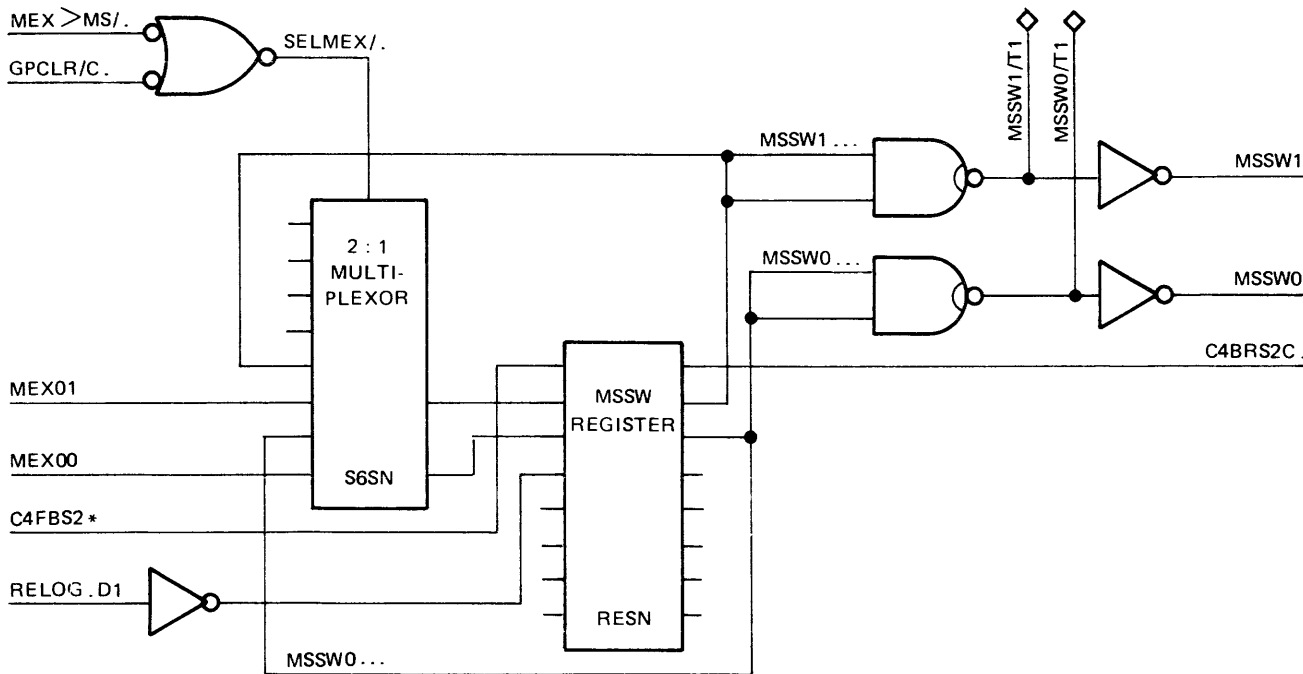 MEX >MS/.
SELMEX/.
GPCLR/C.
MSSW1/T1
MSSW0/T1
MSSW1...
MSSW1
2 : 1
MULTI-
PLEXOR
MSSW0...
MSSW0
C4BRS2C.
MEX01
MSSW
REGISTER
MEX00
S6SN
C4FBS2*
RELOG.D1
RESN
MSSW0...